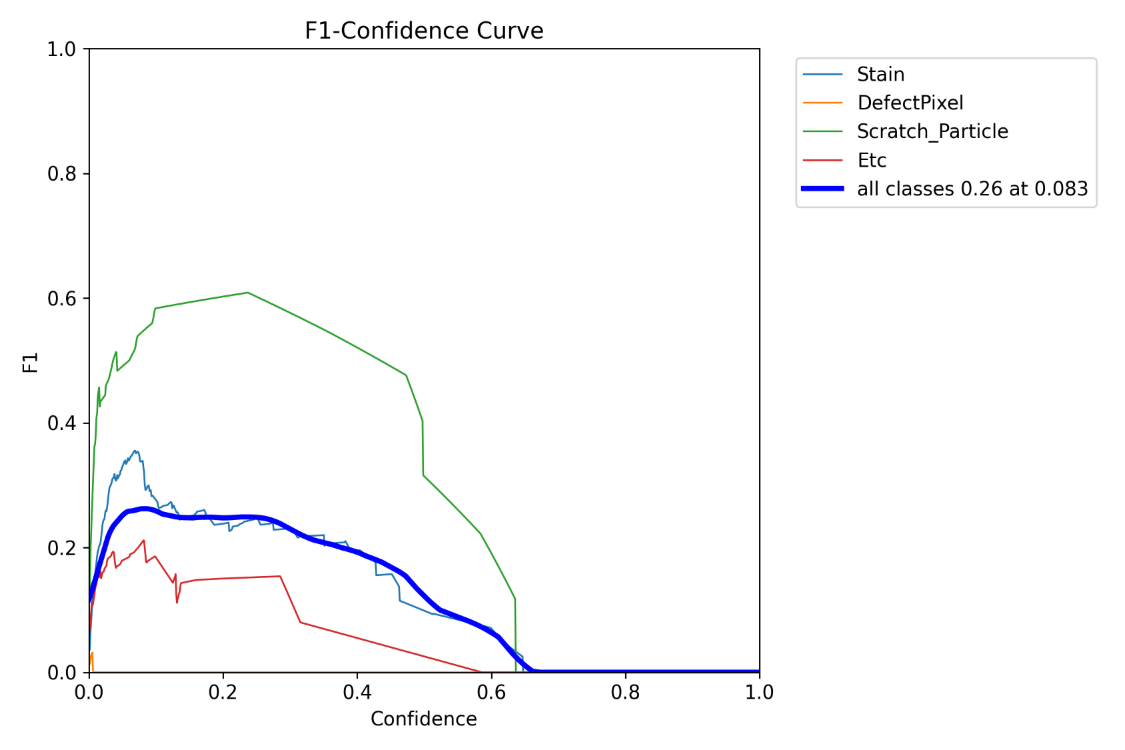 F1-Confidence Curve
1.0
0.8
0.6
0.4
0.2
0.0
F1
0.0 0.2 0.4 0.6 0.8 1.0
Confidence
Stain
DefectPixel
Scratch_Particle
Etc
all classes 0.26 at 0.083